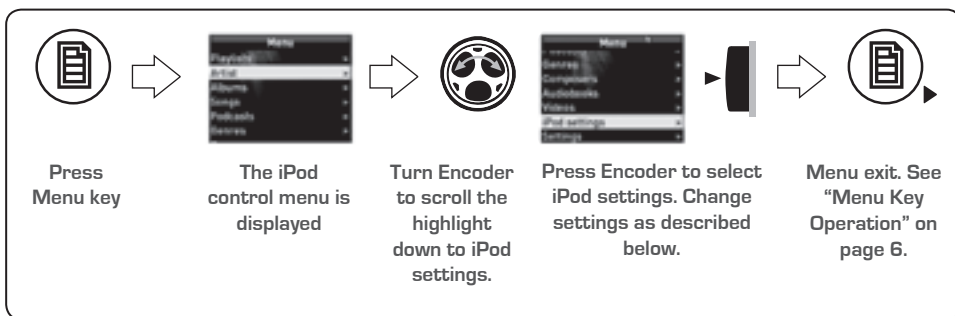 Menu
Playlists
Artist
Albums
Songs
Podcasts
Genres
Menu
Genres
Composers
Audiobooks
Videos
iPod settings
Settings
Press
Menu key
The iPod
control menu is
displayed
Turn Encoder
to scroll the
highlight
down to iPod
settings.
Press Encoder to select
iPod settings. Change
settings as described
below.
Menu exit. See
“Menu Key
Operation” on
page 6.